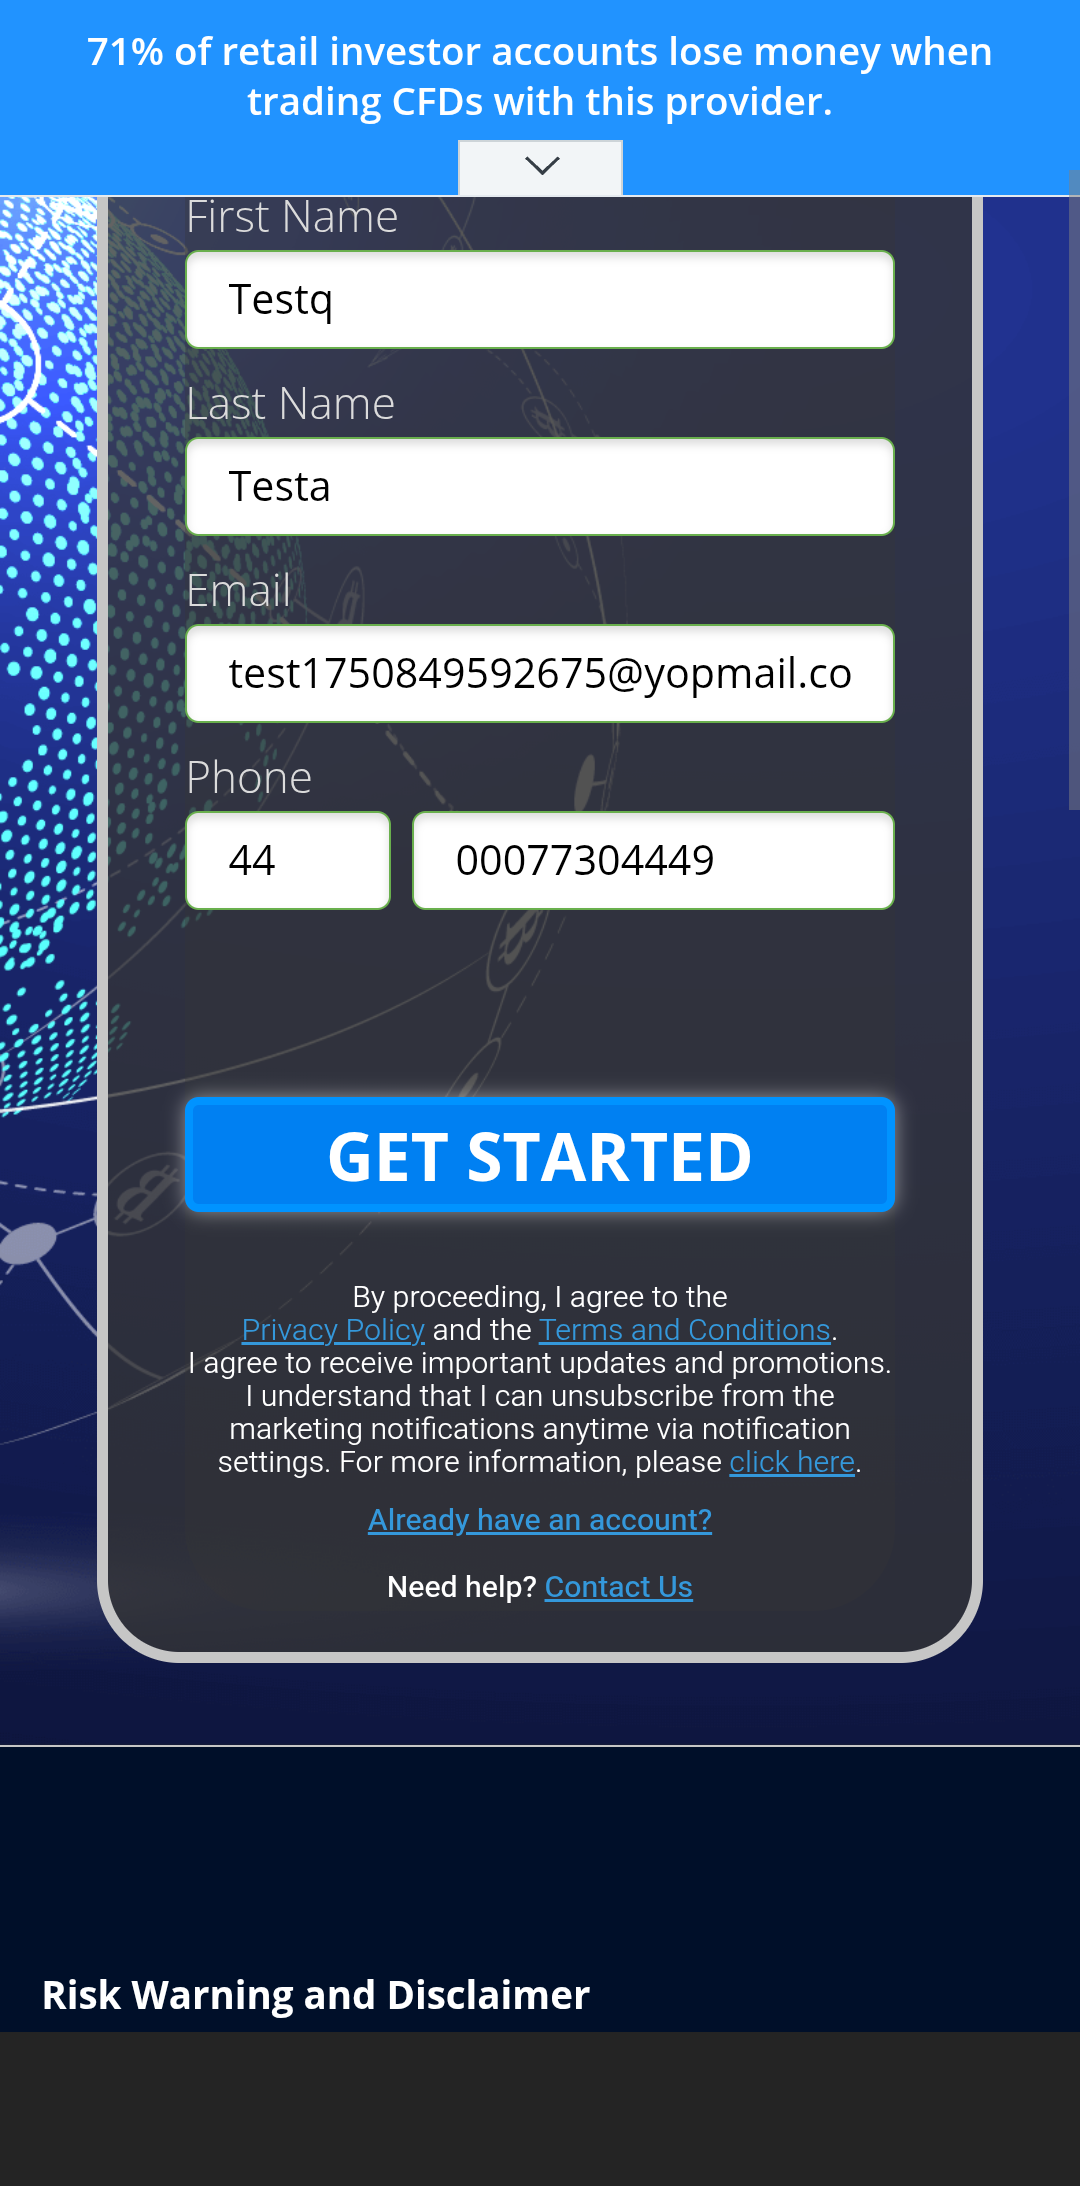 71% of retail investor accounts lose money when
trading CFDs with this provider.
First Name
Testq
Last Name
Testa
Email
test1750849592675@yopmail.co
Phone
44 00077304449
GET STARTED
By proceeding, I agree to the
Privacy Policy and the Terms and Conditions.
I agree to receive important updates and promotions.
I understand that I can unsubscribe from the
marketing notifications anytime via notification
settings. For more information, please click here.
Already have an account?
Need help? Contact Us
Risk Warning and Disclaimer